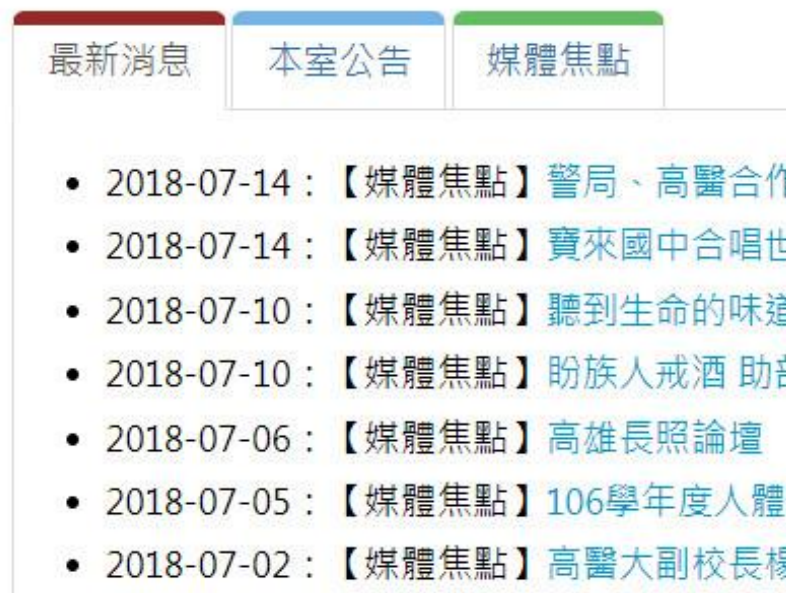 最新消息 本室公告 媒體焦點
2018-07-14：【媒體焦點】警局、高醫合作
2018-07-14：【媒體焦點】寶來國中合唱世
2018-07-10：【媒體焦點】聽到生命的味道
2018-07-10：【媒體焦點】盼族人戒酒 助部
2018-07-06：【媒體焦點】高雄長照論壇
2018-07-05：【媒體焦點】106學年度人體
2018-07-02：【媒體焦點】高醫大副校長楊